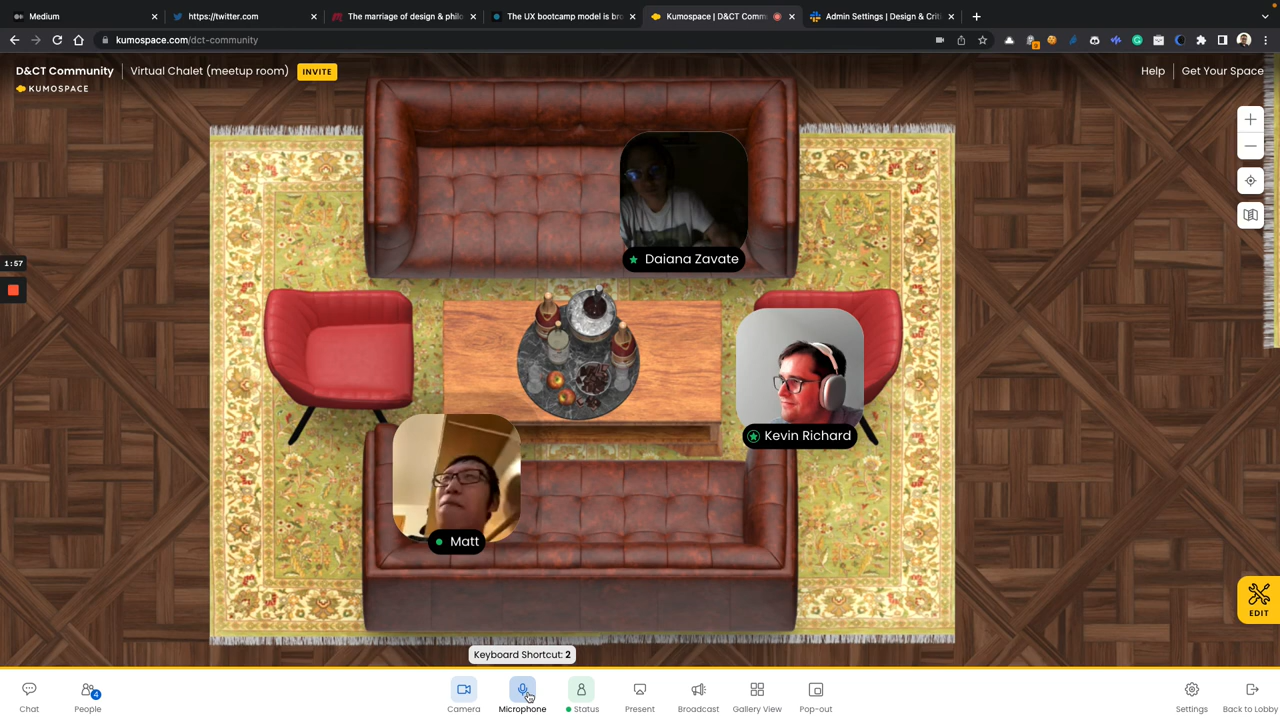 Medium
https://twitter.com
The marriage of design & philo
The UX bootcamp model is bro
Kumospace | D&CT Comm
Admin Settings | Design & Criti
kumospace.com/dct-community
D&CT Community
Virtual Chalet (meetup room)
INVITE
Help
Get Your Space
KUMOSPACE
1:57
Daiana Zavate
Kevin Richard
Matt
EDIT
Keyboard Shortcut: 2
4
Chat
People
Camera
Microphone
Status
Present
Broadcast
Gallery View
Pop-out
Settings
Back to Lobby